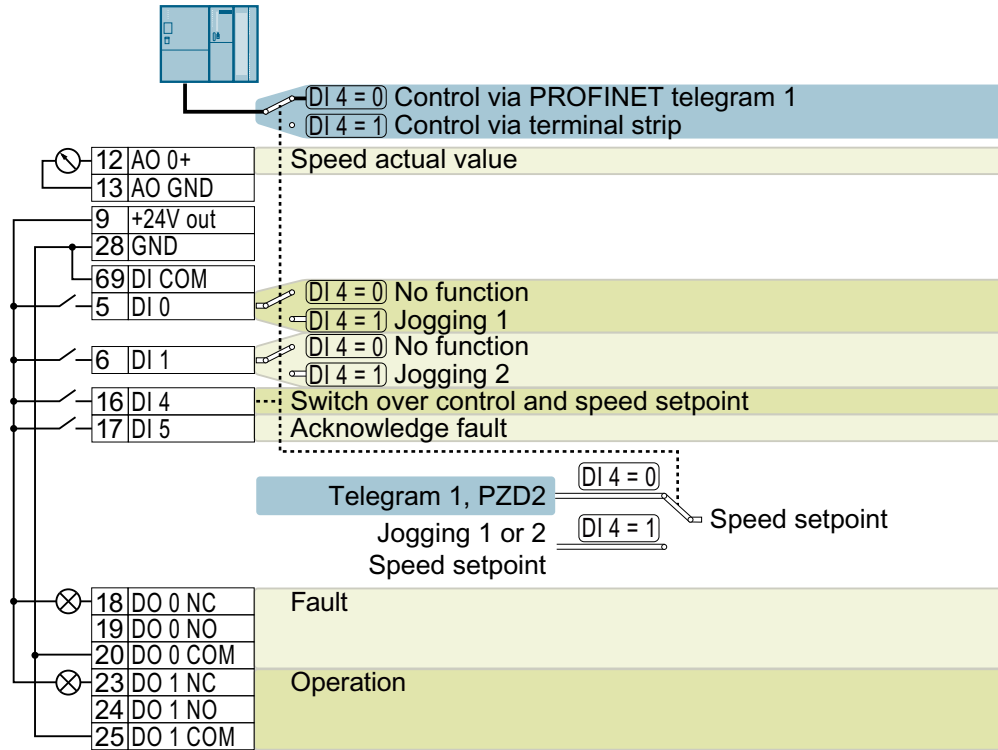 DI 4 = 0 Control via PROFINET telegram 1
DI 4 = 1 Control via terminal strip
12 AO 0+ Speed actual value
13 AO GND
9 +24V out
28 GND
69 DI COM
DI 4 = 0 No function
5 DI 0
DI 4 = 1 Jogging 1
DI 4 = 0 No function
6 DI 1
DI 4 = 1 Jogging 2
16 DI 4 Switch over control and speed setpoint
17 DI 5 Acknowledge fault
DI 4 = 0
Telegram 1, PZD2
Speed setpoint
Jogging 1 or 2 DI 4 = 1
Speed setpoint
18 DO 0 NC Fault
19 DO 0 NO
20 DO 0 COM
23 DO 1 NC Operation
24 DO 1 NO
25 DO 1 COM